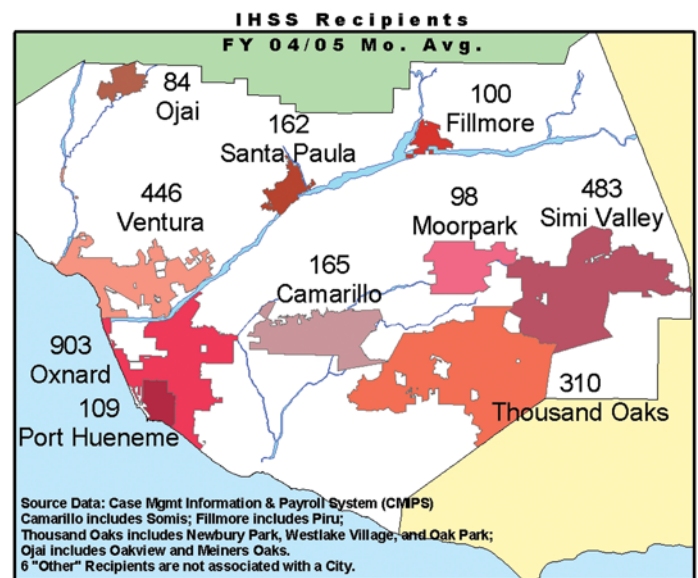 IHSS Recipients
FY 04/05 Mo. Avg.
84
Ojai
100
Fillmore
162
Santa Paula
446
Ventura
98
Moorpark
483
Simi Valley
165
Camarillo
903
Oxnard
109
Port Hueneme
310
Thousand Oaks
Source Data: Case Mgmt Information & Payroll System (CMIPS)
Camarillo includes Somis; Fillmore includes Piru;
Thousand Oaks includes Newbury Park, Westlake Village, and Oak Park;
Ojai includes Oakview and Meiners Oaks.
6 "Other" Recipients are not associated with a City.